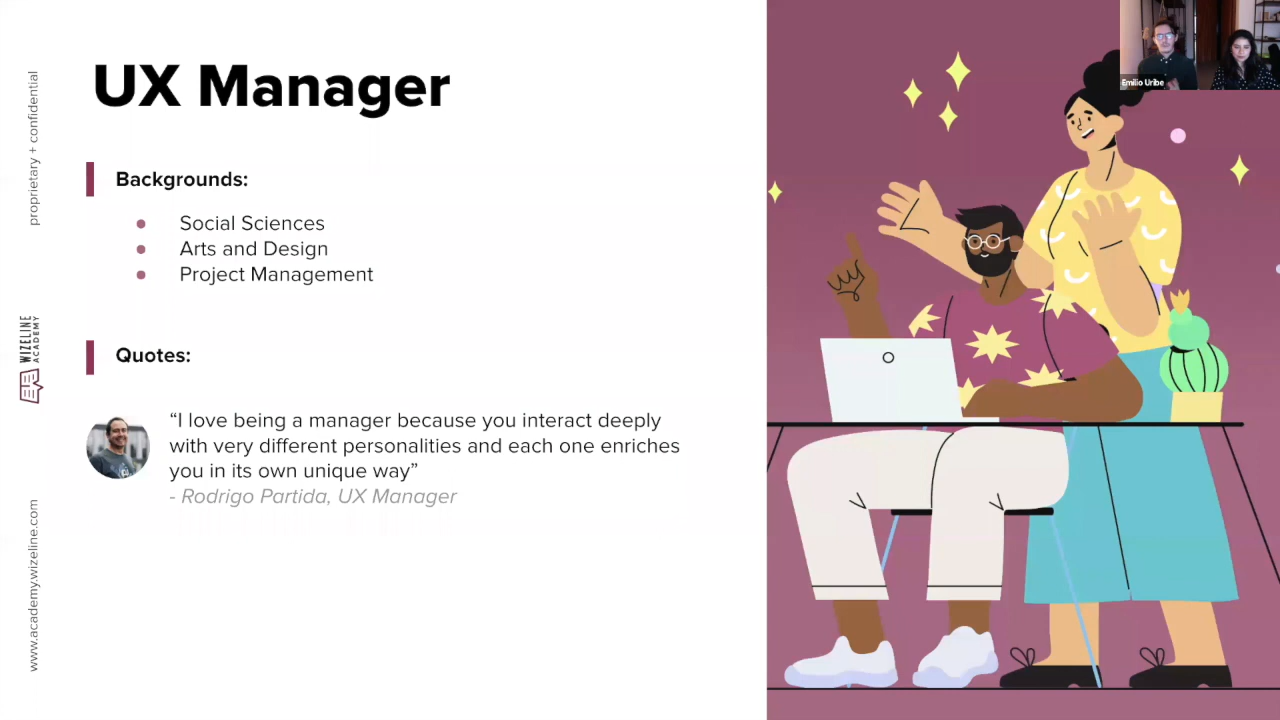 UX Manager
Backgrounds:
Social Sciences
Arts and Design
Project Management
Quotes:
“I love being a manager because you interact deeply
with very different personalities and each one enriches
you in its own unique way”
- Rodrigo Partida, UX Manager
proprietary + confidential
WIZELINE
ACADEMY
www.academy.wizeline.com
Emilio Uribe